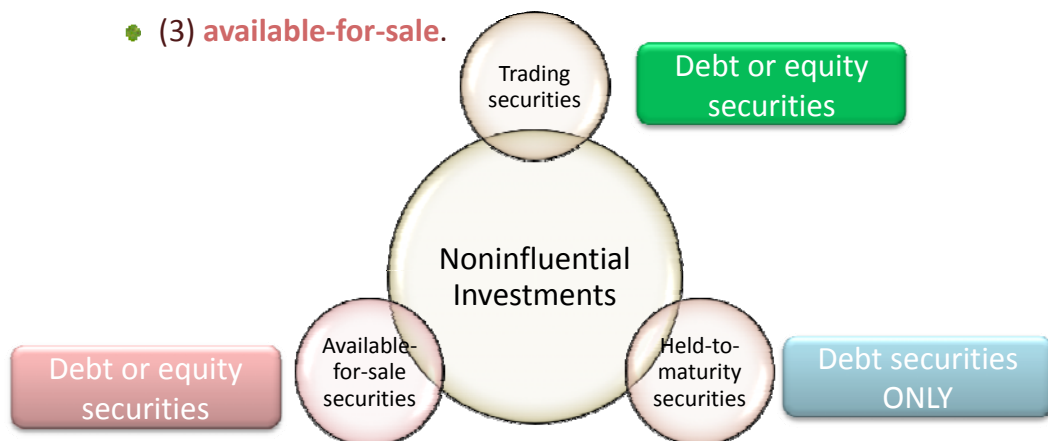 (3) available-for-sale.
Trading
securities
Debt or equity
securities
Noninfluential
Investments
Debt or equity
securities
Available-
for-sale
securities
Held-to-
maturity
securities
Debt securities
ONLY